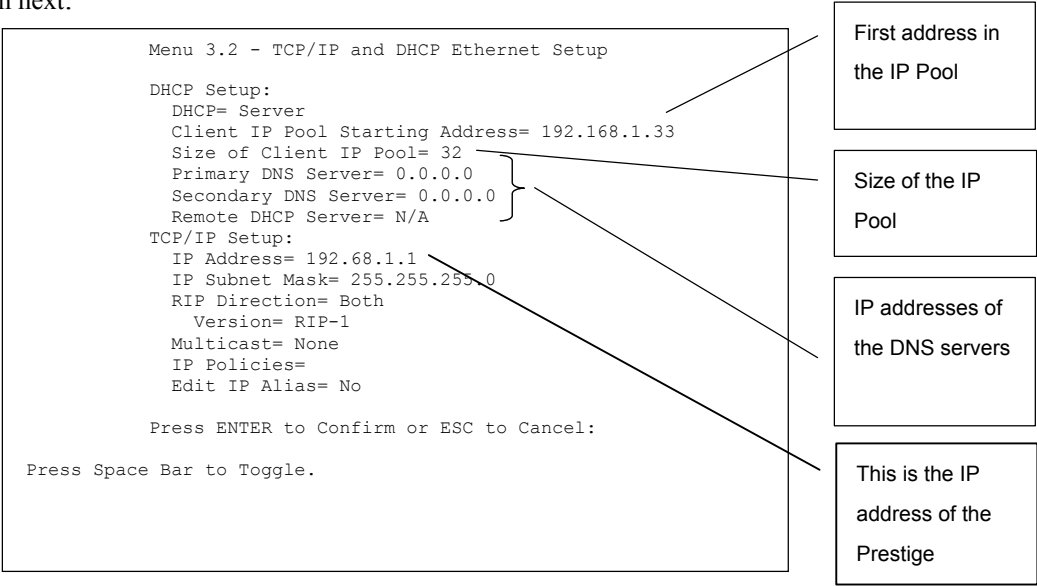 n next.
Menu 3.2 - TCP/IP and DHCP Ethernet Setup
DHCP Setup:
DHCP= Server
Client IP Pool Starting Address= 192.168.1.33
Size of Client IP Pool= 32
Primary DNS Server= 0.0.0.0
Secondary DNS Server= 0.0.0.0
Remote DHCP Server= N/A
TCP/IP Setup:
IP Address= 192.68.1.1
IP Subnet Mask= 255.255.255.0
RIP Direction= Both
Version= RIP-1
Multicast= None
IP Policies=
Edit IP Alias= No
Press ENTER to Confirm or ESC to Cancel:
Press Space Bar to Toggle.
First address in
the IP Pool
Size of the IP
Pool
IP addresses of
the DNS servers
This is the IP
address of the
Prestige